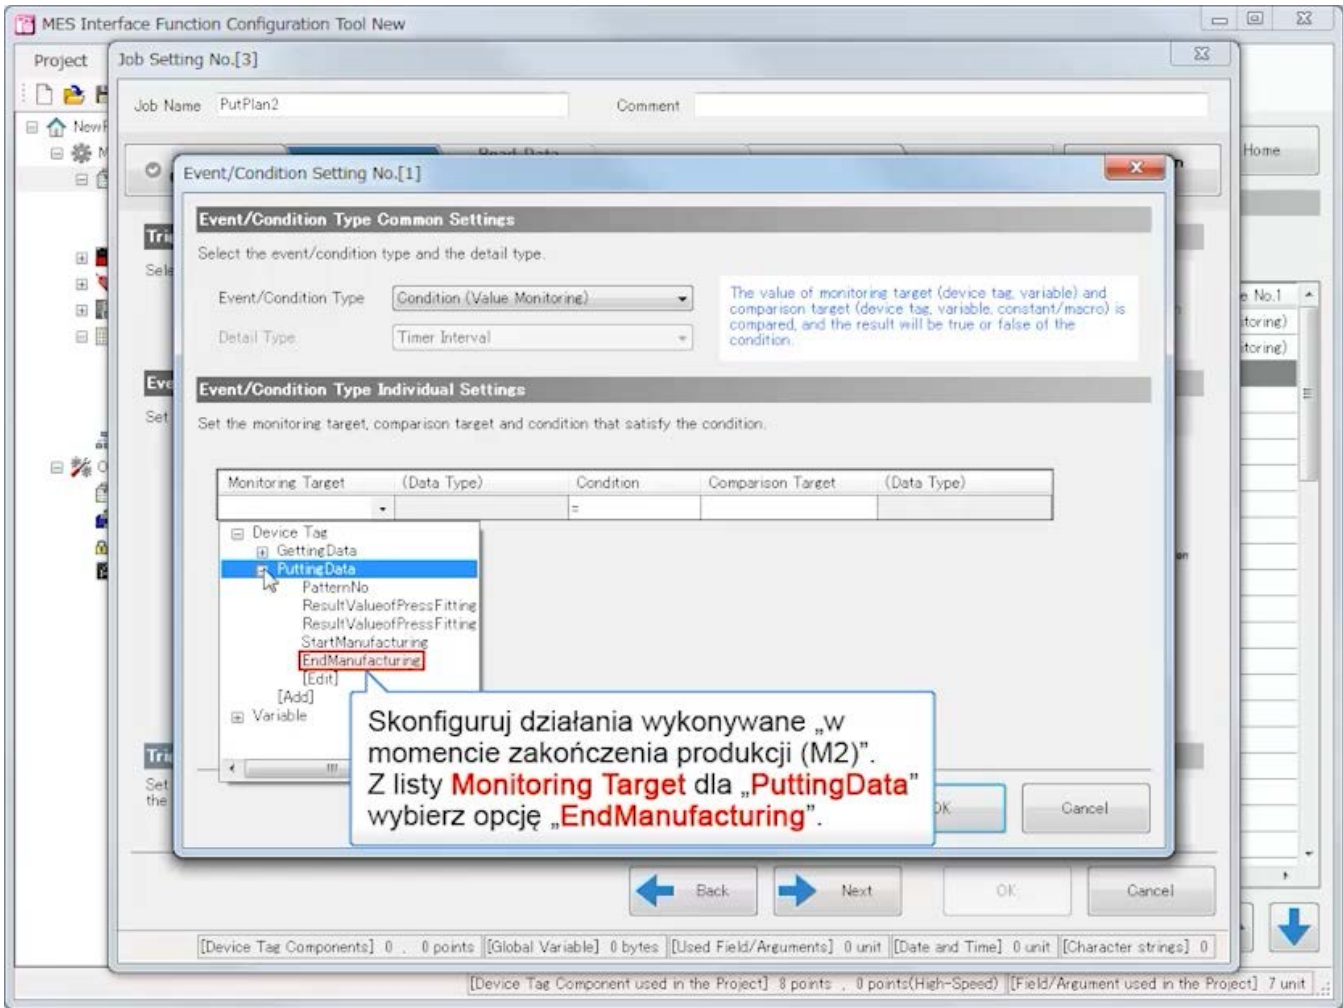 MES Interface Function Configuration Tool New
Project
Job Setting No.[3]
Job Name PutPlan2 Comment
Home
Event/Condition Setting No.[1]
Event/Condition Type Common Settings
Select the event/condition type and the detail type.
Event/Condition Type Condition (Value Monitoring)
Detail Type Timer Interval
The value of monitoring target (device tag, variable) and
comparison target (device tag, variable, constant/macro) is
compared, and the result will be true or false of the
condition.
Event/Condition Type Individual Settings
Set the monitoring target, comparison target and condition that satisfy the condition.
Monitoring Target (Data Type) Condition Comparison Target (Data Type)
=
Device Tag
GettingData
PuttingData
PatternNo
ResultValueofPressFitting
ResultValueofPressFitting
StartManufacturing
EndManufacturing
[Edit]
[Add]
Variable
Skonfiguruj działania wykonywane „w
momencie zakończenia produkcji (M2)”.
Z listy Monitoring Target dla „PuttingData”
wybierz opcję „EndManufacturing”.
Cancel
Back Next OK Cancel
[Device Tag Components] 0 , 0 points [Global Variable] 0 bytes [Used Field/Arguments] 0 unit [Date and Time] 0 unit [Character strings] 0
[Device Tag Component used in the Project] 8 points , 0 points(High-Speed) [Field/Argument used in the Project] 7 unit